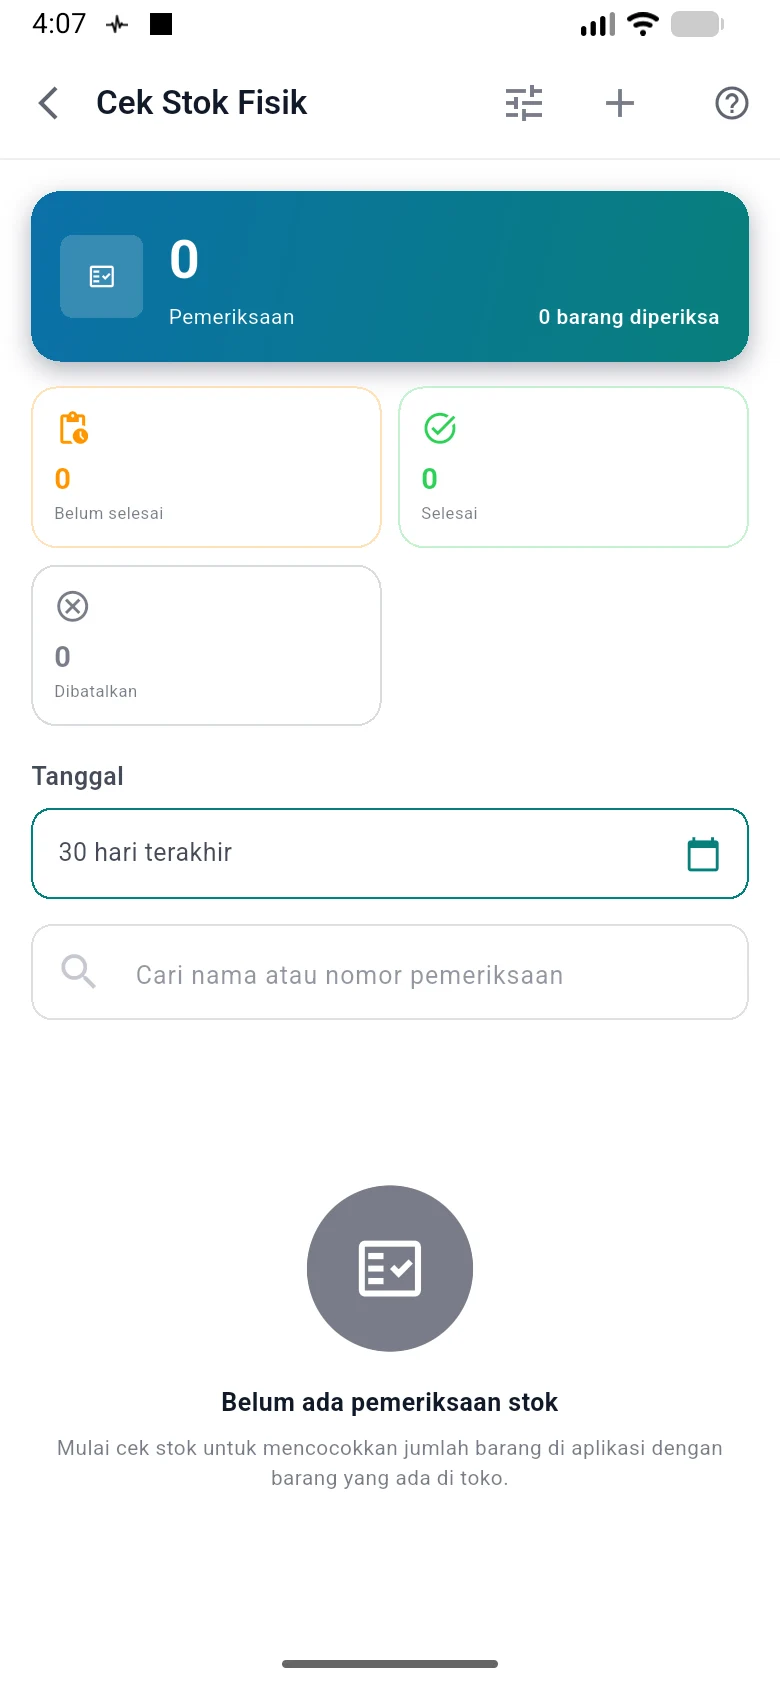 4:07
Cek Stok Fisik
0
Pemeriksaan
0 barang diperiksa
0
Belum selesai
0
Selesai
0
Dibatalkan
Tanggal
30 hari terakhir
Cari nama atau nomor pemeriksaan
Belum ada pemeriksaan stok
Mulai cek stok untuk mencocokkan jumlah barang di aplikasi dengan
barang yang ada di toko.